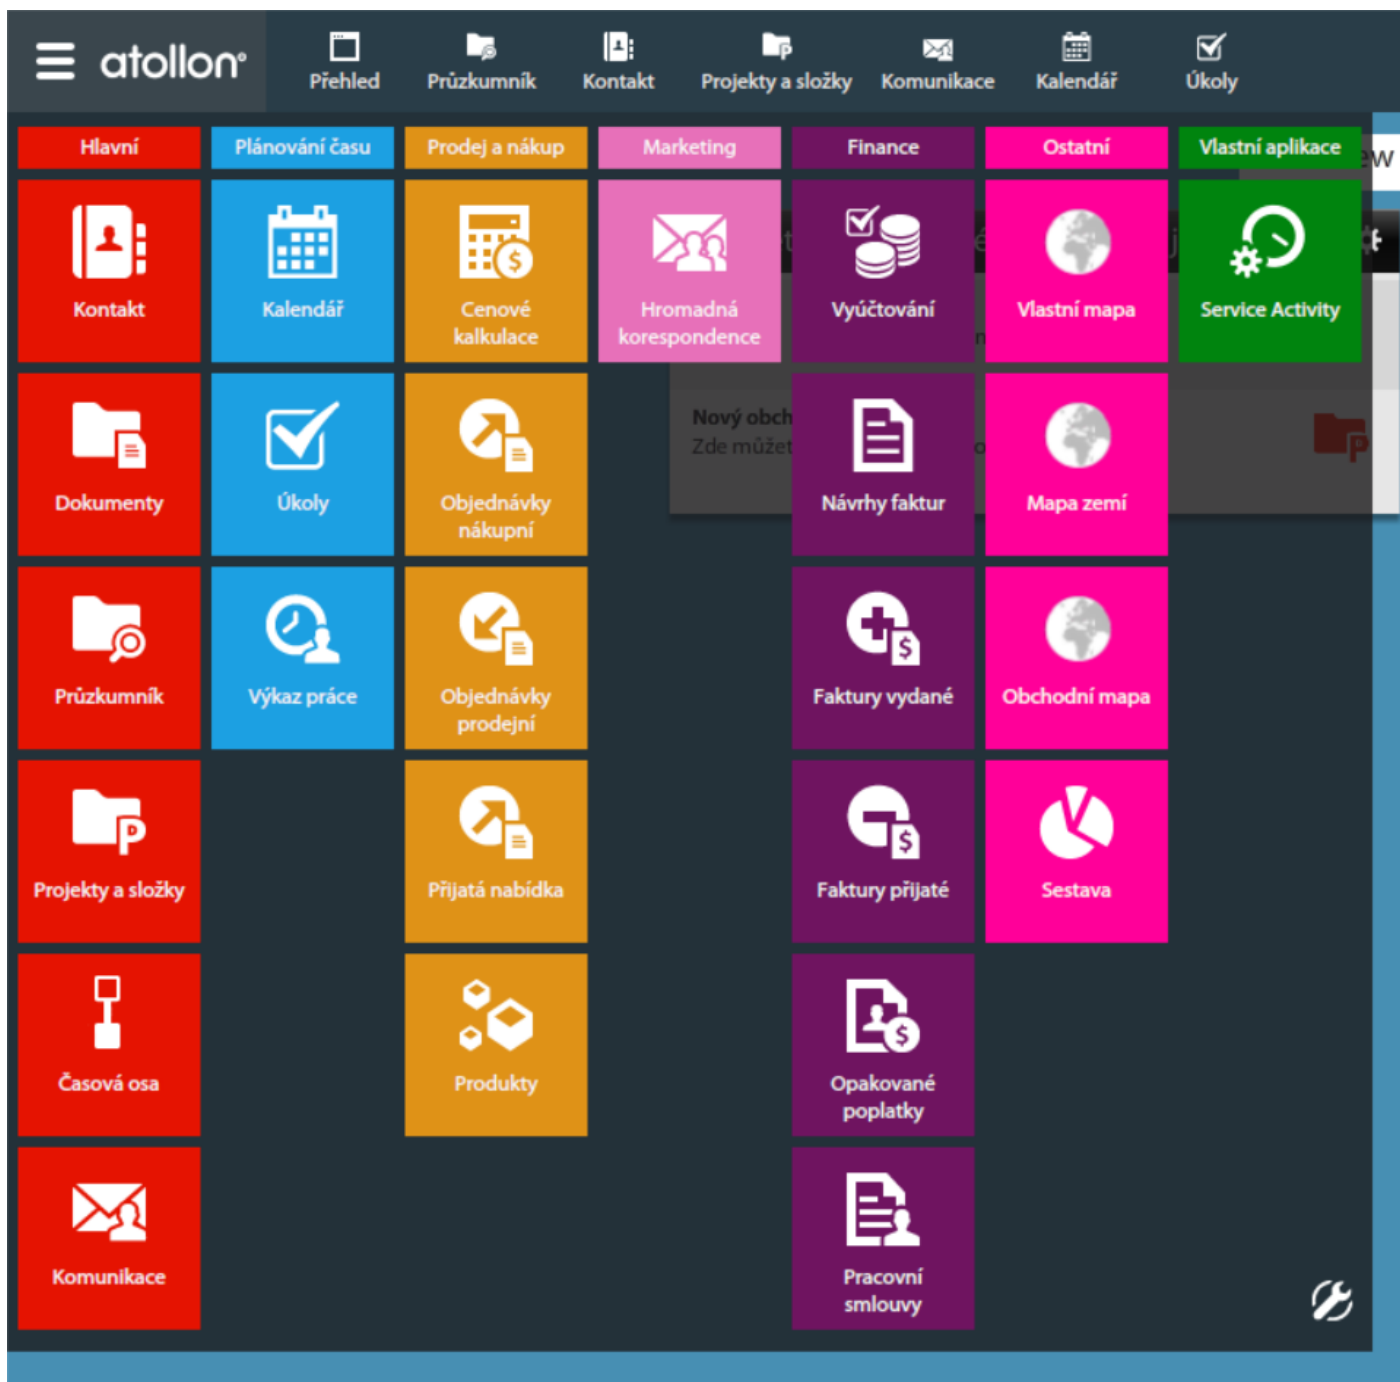 atollon
Přehled
Průzkumník
Kontakt
Projekty a složky
Komunikace
Kalendář
Úkoly
Hlavní
Plánování času
Prodej a nákup
Marketing
Finance
Ostatní
Vlastní aplikace
Kontakt
Kalendář
Cenové
kalkulace
Hromadná
korespondence
Vyúčtování
Vlastní mapa
Service Activity
Dokumenty
Úkoly
Objednávky
nákupní
Nový obch
Zde můžet
Návrhy faktur
Mapa zemí
Průzkumník
Výkaz práce
Objednávky
prodejní
Faktury vydané
Obchodní mapa
Projekty a složky
Přijatá nabídka
Faktury přijaté
Sestava
Časová osa
Produkty
Opakované
poplatky
Komunikace
Pracovní
smlouvy